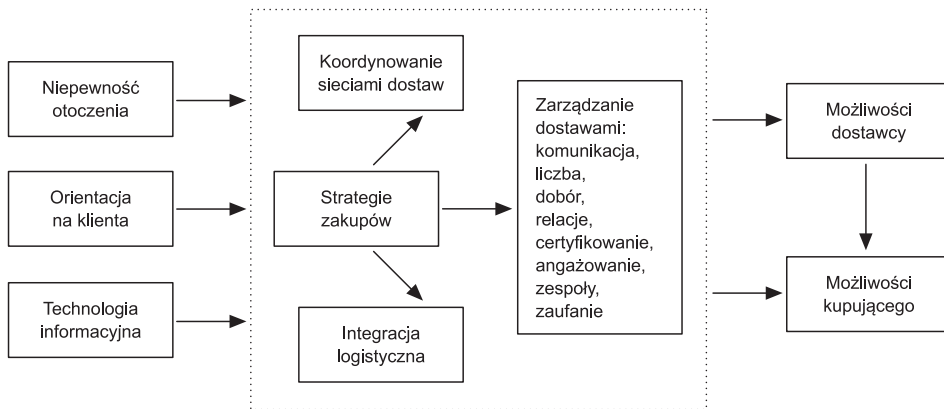 Niepewność
otoczenia
Orientacja
na klienta
Technologia
informacyjna
Koordynowanie
sieciami dostaw
Strategie
zakupów
Integracja
logistyczna
Zarządzanie
dostawami:
komunikacja,
liczba,
dobór,
relacje,
certyfikowanie,
angażowanie,
zespoły,
zaufanie
Możliwości
dostawcy
Możliwości
kupującego